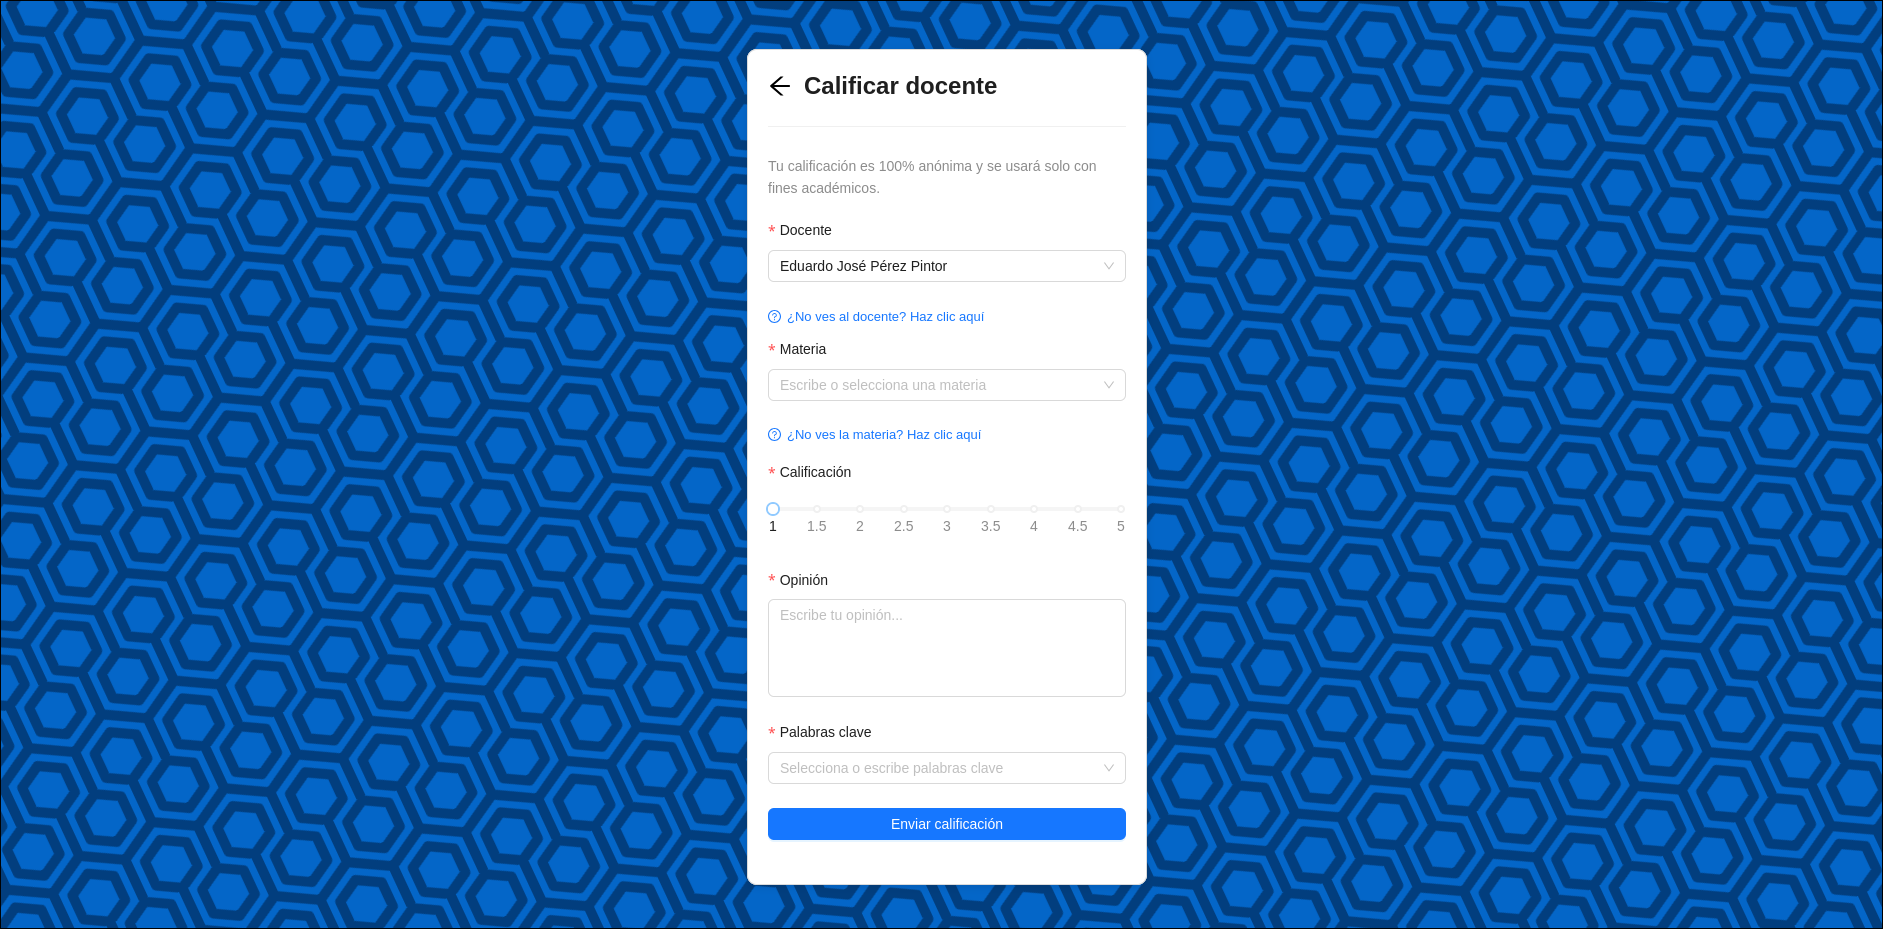 Calificar docente
Tu calificación es 100% anónima y se usará solo con
fines académicos.
* Docente
Eduardo José Pérez Pintor
¿No ves al docente? Haz clic aquí
* Materia
Escribe o selecciona una materia
¿No ves la materia? Haz clic aquí
* Calificación
1 1.5 2 2.5 3 3.5 4 4.5 5
* Opinión
Escribe tu opinión...
* Palabras clave
Selecciona o escribe palabras clave
Enviar calificación